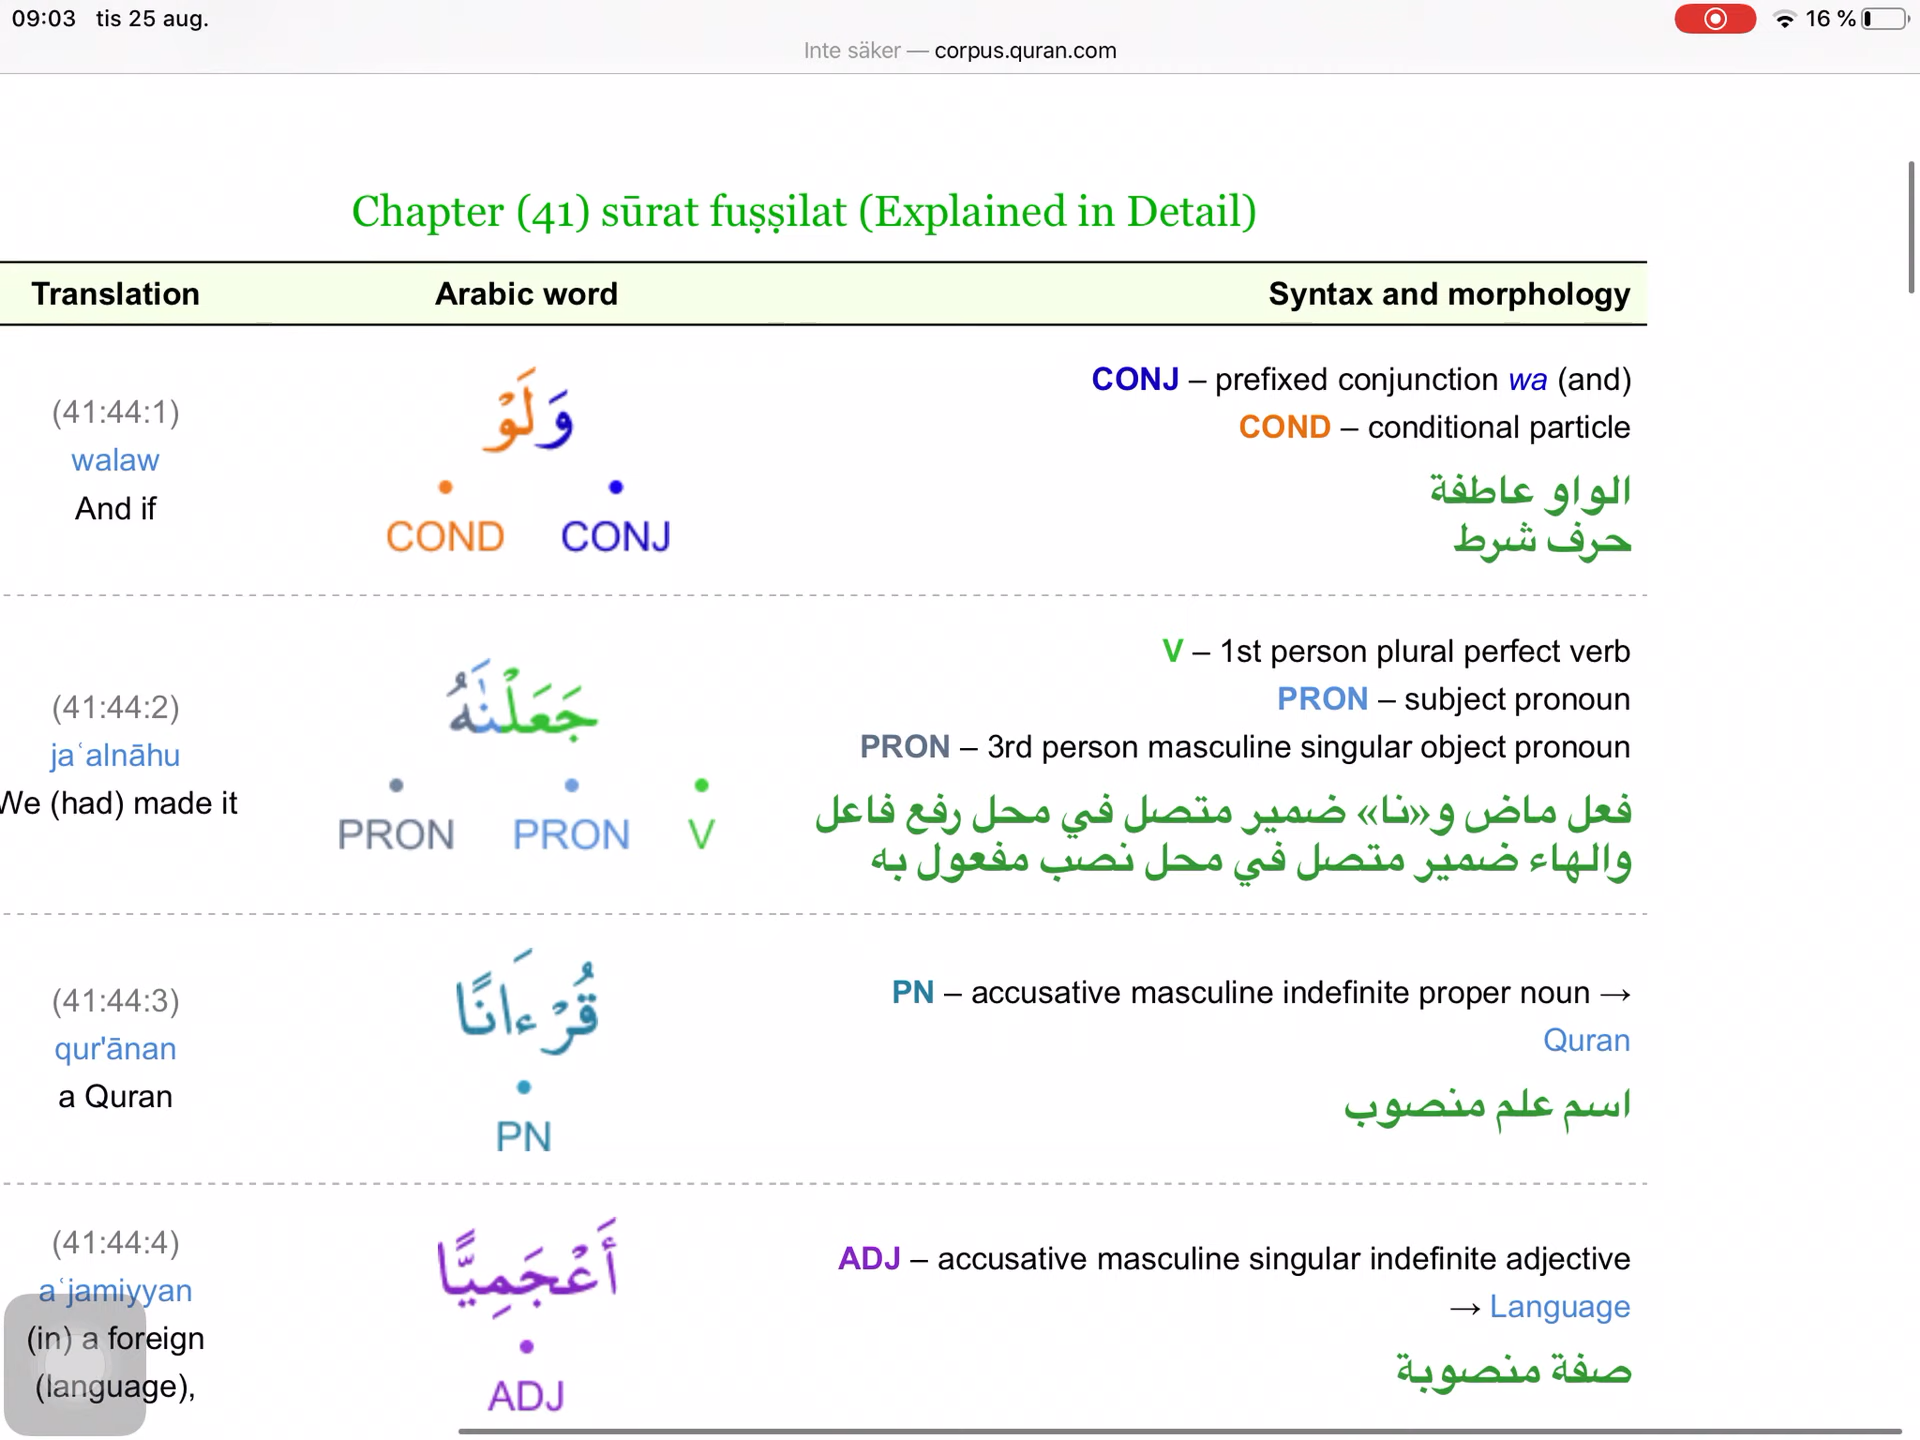 09:03 tis 25 aug.
16 %
Inte säker — corpus.quran.com
Chapter (41) sūrat fuṣṣilat (Explained in Detail)
Translation Arabic word Syntax and morphology
(41:44:1)
walaw
And if
وَلَوْ
COND CONJ
CONJ – prefixed conjunction wa (and)
COND – conditional particle
الواو عاطفة
حرف شرط
(41:44:2)
jaʿalnāhu
We (had) made it
جَعَلْنَٰهُ
PRON PRON V
V – 1st person plural perfect verb
PRON – subject pronoun
PRON – 3rd person masculine singular object pronoun
فعل ماض و«نا» ضمير متصل في محل رفع فاعل
والهاء ضمير متصل في محل نصب مفعول به
(41:44:3)
qur'ānan
a Quran
قُرْءَانًا
PN
PN – accusative masculine indefinite proper noun →
Quran
اسم علم منصوب
(41:44:4)
aʿjamiyyan
(in) a foreign
(language),
أَعْجَمِيًّا
ADJ
ADJ – accusative masculine singular indefinite adjective
→ Language
صفة منصوبة